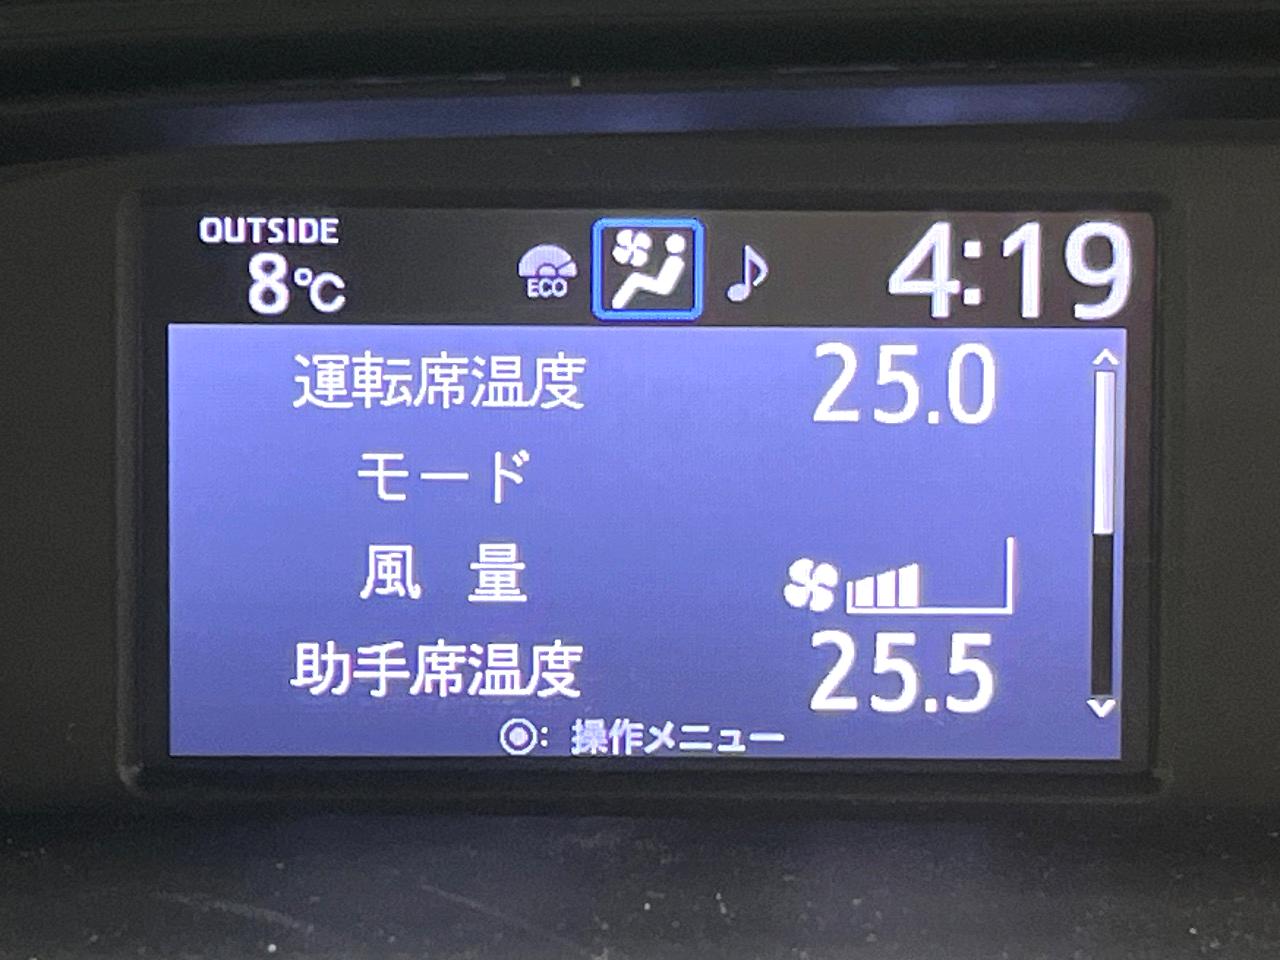 OUTSIDE
8℃
ECO
4:19
運転席温度 25.0
モード
風 量
助手席温度 25.5
◉: 操作メニュー